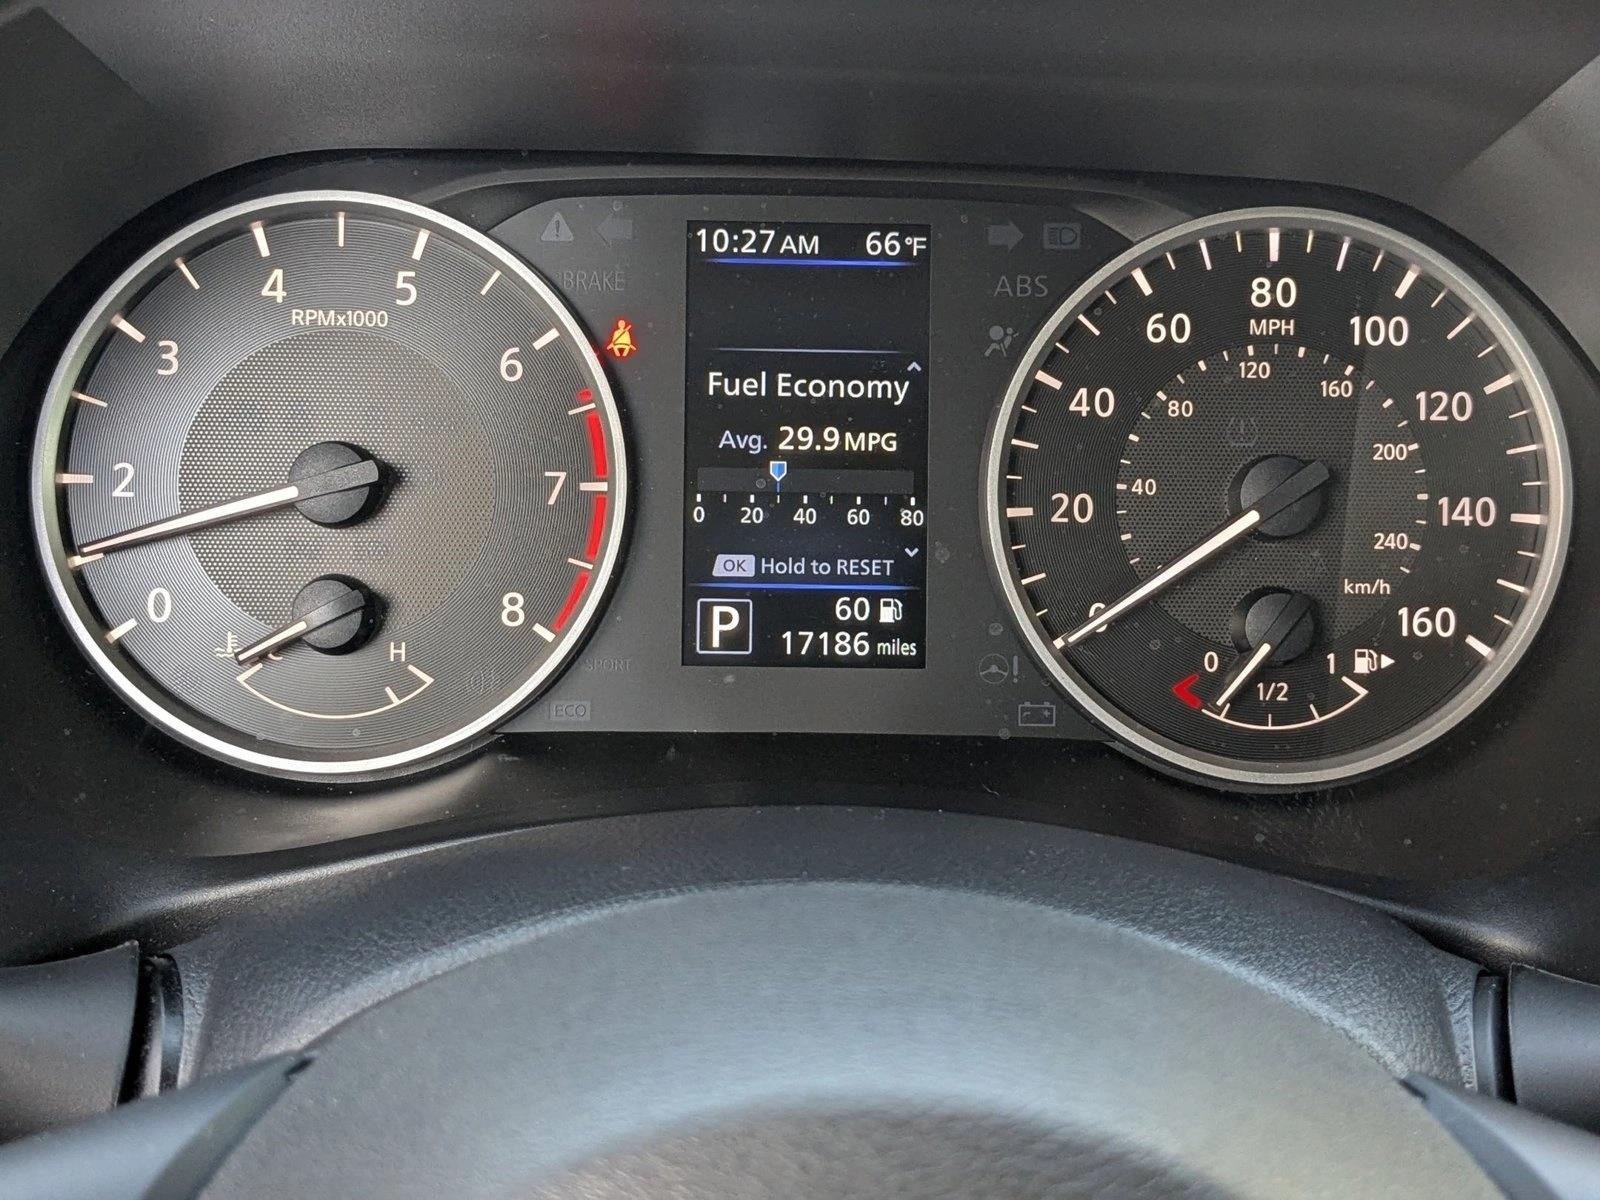 10:27 AM 66°F
Fuel Economy
Avg. 29.9 MPG
0 20 40 60 80
OK Hold to RESET
60
P
17186 miles
0 2 3 4 5 6 7 8
RPMx1000
H
BRAKE
SPORT
ECO
ABS
0 20 40 60 80 100 120 140 160
MPH
40 80 120 160 200 240
km/h
0 1/2 1